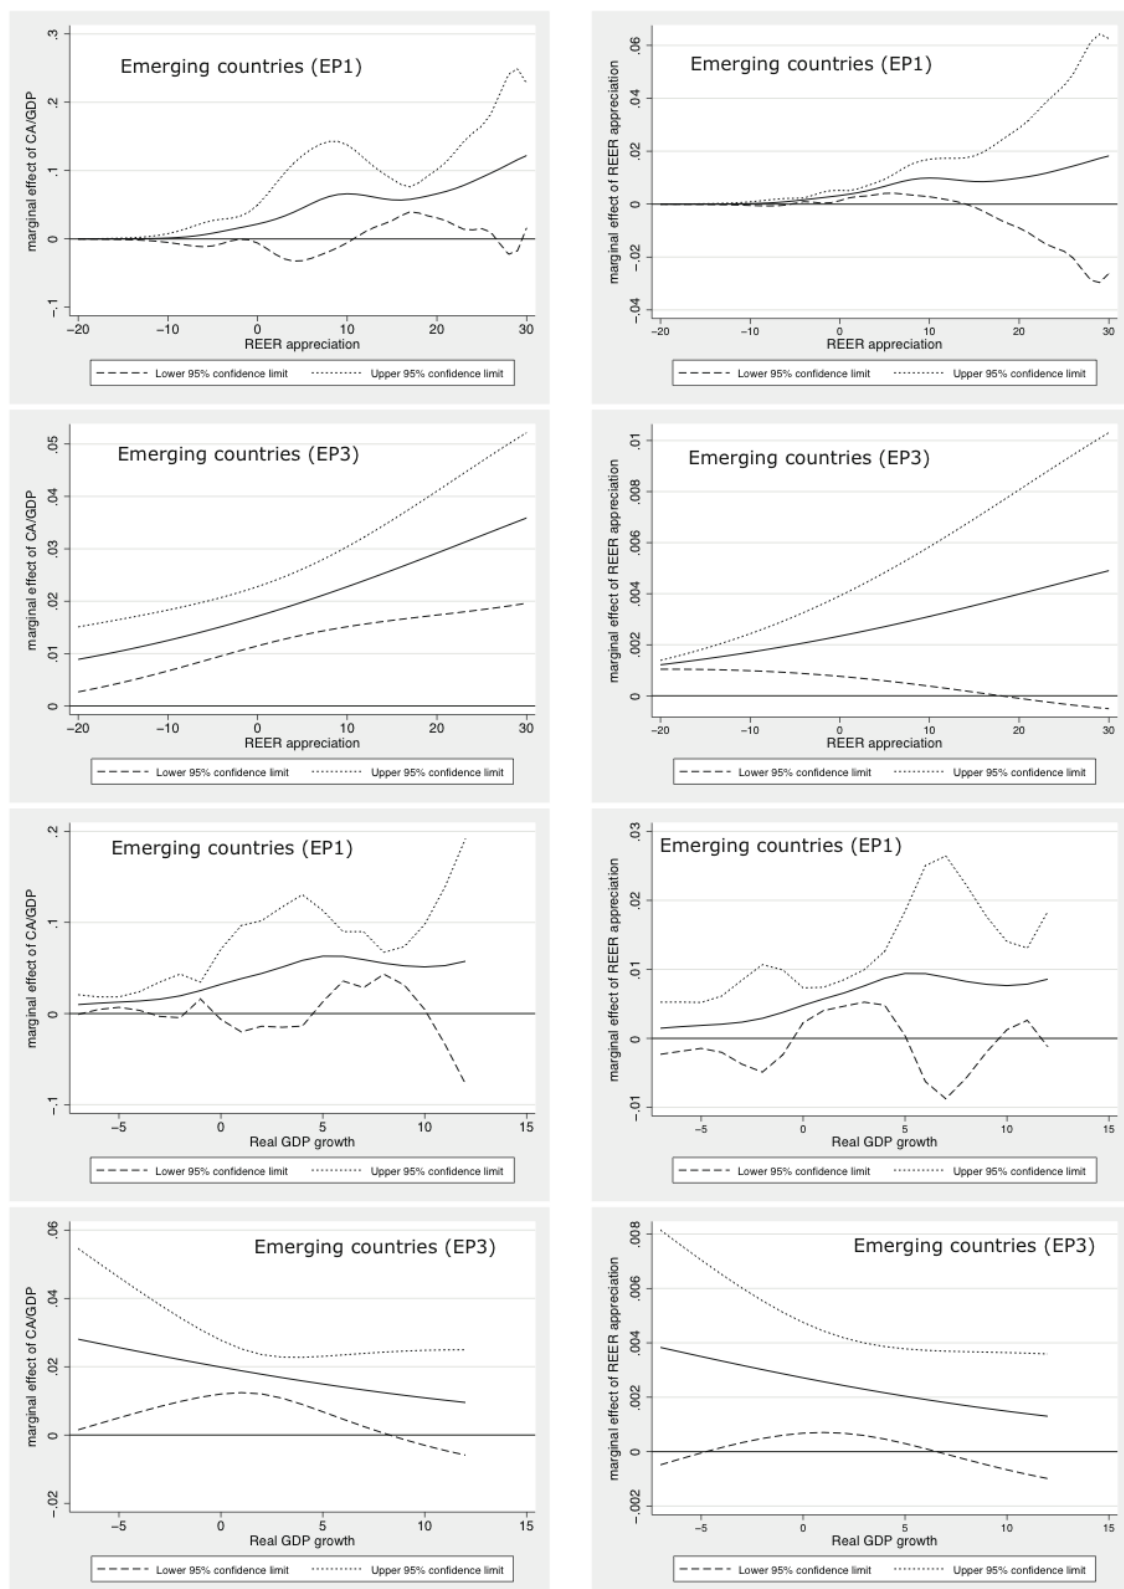 Emerging countries (EP1)
marginal effect of CA/GDP
.3
.2
.1
0
-.1
-20 -10 0 10 20 30
REER appreciation
Lower 95% confidence limit Upper 95% confidence limit
Emerging countries (EP1)
marginal effect of REER appreciation
.06
.04
.02
0
-.02
-.04
-20 -10 0 10 20 30
REER appreciation
Lower 95% confidence limit Upper 95% confidence limit
Emerging countries (EP3)
marginal effect of CA/GDP
.05
.04
.03
.02
.01
0
-20 -10 0 10 20 30
REER appreciation
Lower 95% confidence limit Upper 95% confidence limit
Emerging countries (EP3)
marginal effect of REER appreciation
.01
.008
.006
.004
.002
0
-20 -10 0 10 20 30
REER appreciation
Lower 95% confidence limit Upper 95% confidence limit
Emerging countries (EP1)
marginal effect of CA/GDP
.2
.1
0
-.1
-5 0 5 10 15
Real GDP growth
Lower 95% confidence limit Upper 95% confidence limit
Emerging countries (EP1)
marginal effect of REER appreciation
.03
.02
.01
0
-.01
-5 0 5 10 15
Real GDP growth
Lower 95% confidence limit Upper 95% confidence limit
Emerging countries (EP3)
marginal effect of CA/GDP
.06
.04
.02
0
-.02
-5 0 5 10 15
Real GDP growth
Lower 95% confidence limit Upper 95% confidence limit
Emerging countries (EP3)
marginal effect of REER appreciation
.008
.006
.004
.002
0
-.002
-5 0 5 10 15
Real GDP growth
Lower 95% confidence limit Upper 95% confidence limit